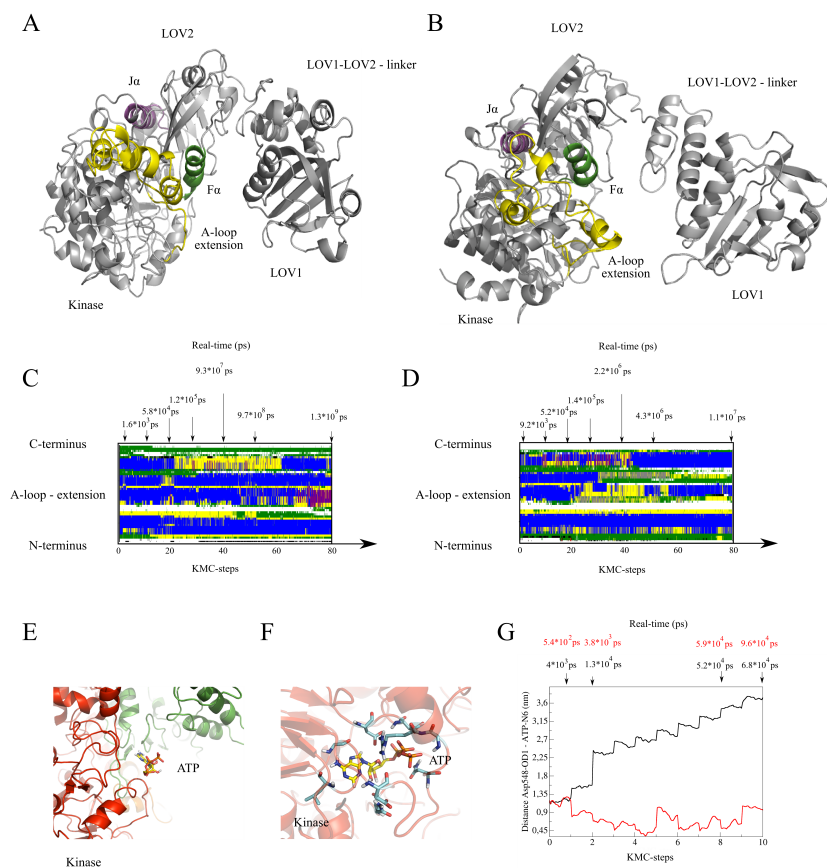 A
LOV2
LOV1-LOV2 - linker
Jα
Fα
A-loop
extension
LOV1
Kinase
B
LOV2
LOV1-LOV2 - linker
Jα
Fα
A-loop
extension
LOV1
Kinase
C
Real-time (ps)
9.3*10^7 ps
1.2*10^5 ps
5.8*10^4 ps
1.6*10^3 ps
9.7*10^8 ps
1.3*10^9 ps
C-terminus
A-loop - extension
N-terminus
0 20 40 60 80
KMC-steps
D
Real-time (ps)
2.2*10^6 ps
1.4*10^5 ps
5.2*10^4 ps
9.2*10^3 ps
4.3*10^6 ps
1.1*10^7 ps
C-terminus
A-loop - extension
N-terminus
0 20 40 60 80
KMC-steps
E
ATP
Kinase
F
ATP
Kinase
G
Real-time (ps)
5.4*10^2 ps 3.8*10^3 ps 5.9*10^4 ps 9.6*10^4 ps
4*10^3 ps 1.3*10^4 ps 5.2*10^4 ps 6.8*10^4 ps
Distance Asp548-OD1 - ATP-N6 (nm)
3,6
3,15
2,7
2,25
1,8
1,35
0,9
0.45
0 2 4 6 8 10
KMC-steps